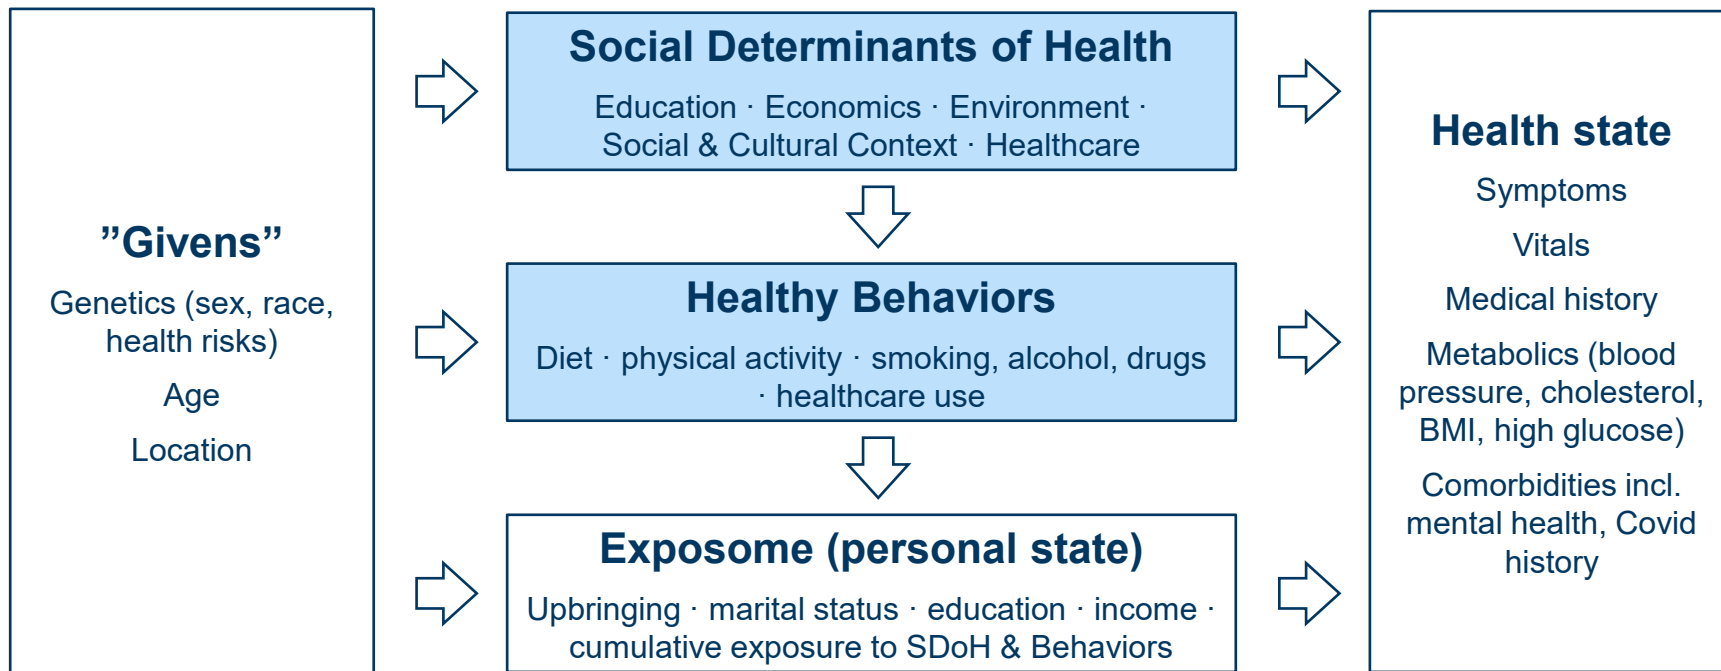 ”Givens”
Genetics (sex, race,
health risks)
Age
Location
Social Determinants of Health
Education · Economics · Environment ·
Social & Cultural Context · Healthcare
Healthy Behaviors
Diet · physical activity · smoking, alcohol, drugs
· healthcare use
Exposome (personal state)
Upbringing · marital status · education · income ·
cumulative exposure to SDoH & Behaviors
Health state
Symptoms
Vitals
Medical history
Metabolics (blood
pressure, cholesterol,
BMI, high glucose)
Comorbidities incl.
mental health, Covid
history